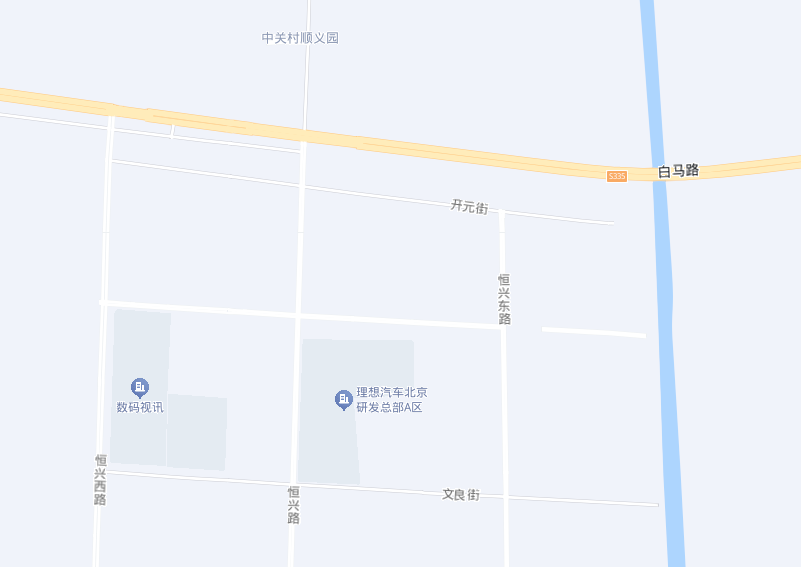 中关村顺义园
S335
白马路
开元街
恒兴东路
理想汽车北京
研发总部A区
数码视讯
恒兴西路
恒兴路
文良街